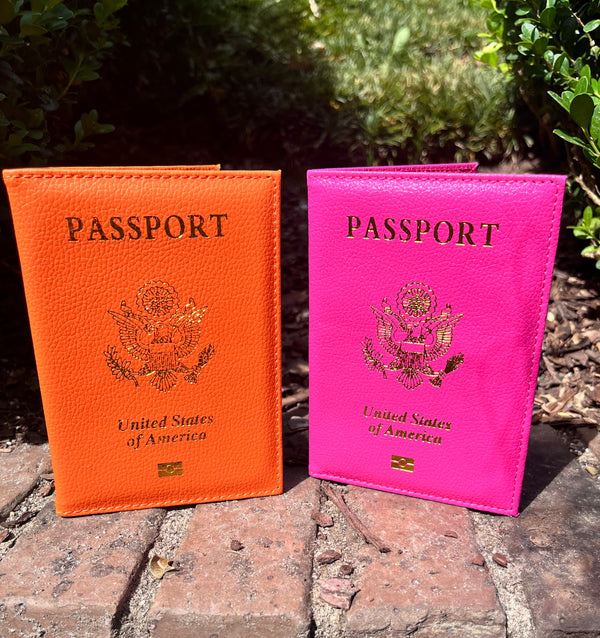 PASSPORT
United States
of America
PASSPORT
United States
of America